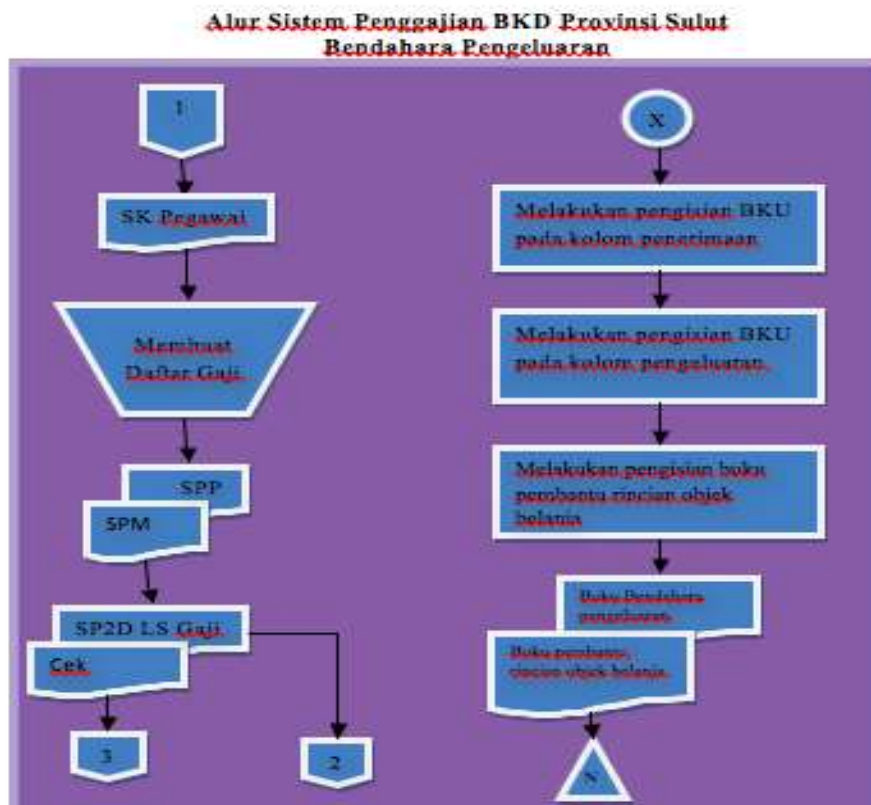 Alur Sistem Penggajian BKD Provinsi Sulut
Bendahara Pengeluaran
1
SK Pegawai
Membuat
Daftar Gaji
SPP
SPM
SP2D LS Gaji
Cek
3
2
X
Melakukan pengisian BKU
pada kolom penerimaan
Melakukan pengisian BKU
pada kolom pengeluaran
Melakukan pengisian buku
pembantu rincian objek
belanja
Buku Bendahara
pengeluaran
Buku pembantu
rincian objek belanja
N